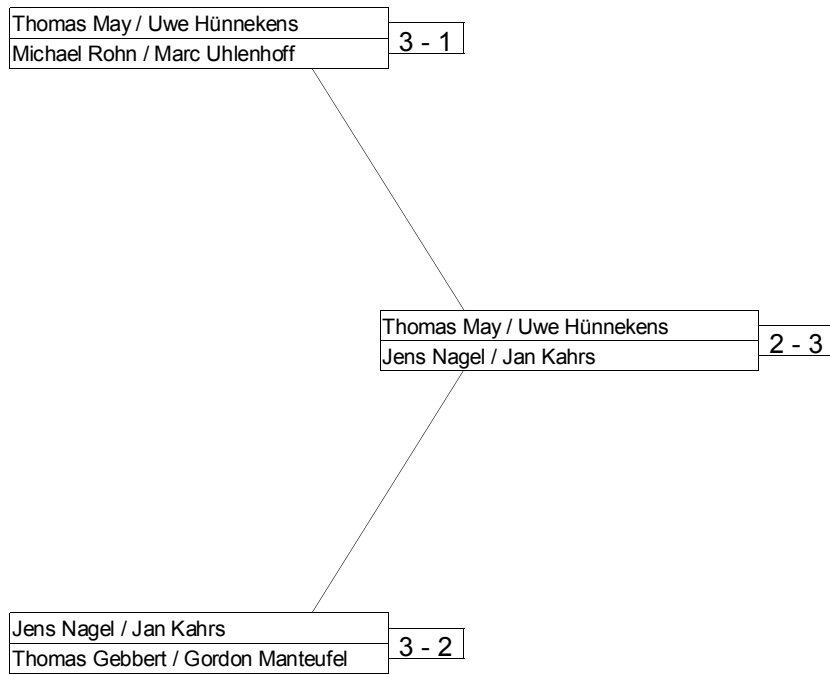 Thomas May / Uwe Hünnekens
Michael Rohn / Marc Uhlenhoff
3 - 1
Thomas May / Uwe Hünnekens
Jens Nagel / Jan Kahrs
2 - 3
Jens Nagel / Jan Kahrs
Thomas Gebbert / Gordon Manteufel
3 - 2